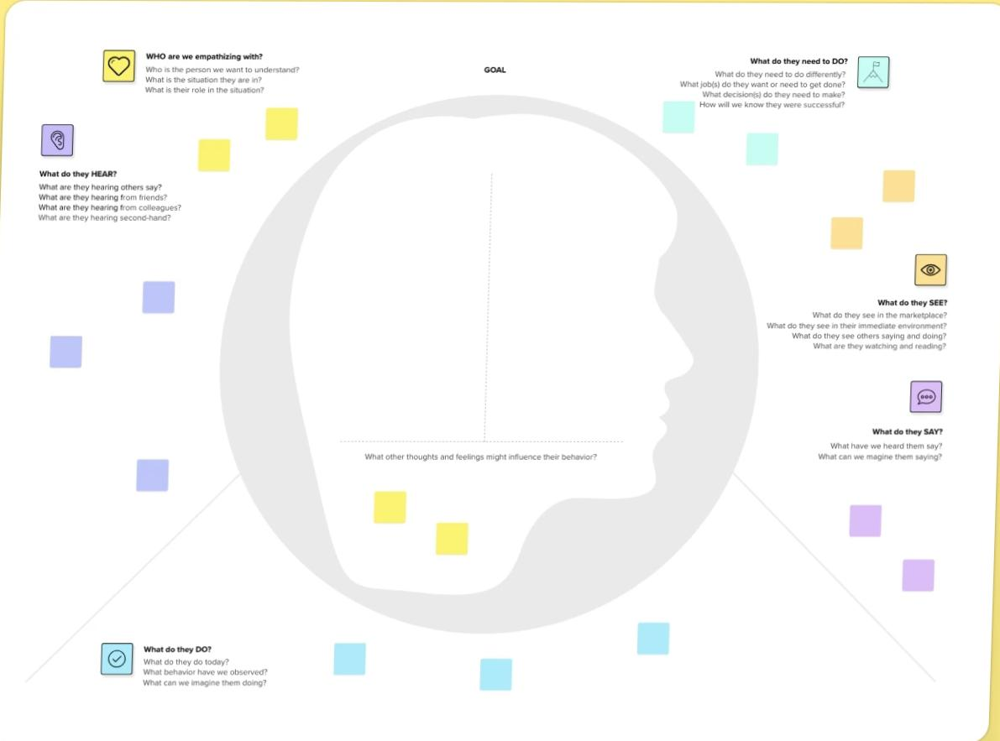 WHO are we empathizing with?
Who is the person we want to understand?
What is the situation they are in?
What is their role in the situation?
GOAL
What do they need to DO?
What do they need to do differently?
What job(s) do they want or need to get done?
What decision(s) do they need to make?
How will we know they were successful?
What do they HEAR?
What are they hearing others say?
What are they hearing from friends?
What are they hearing from colleagues?
What are they hearing second-hand?
What do they SEE?
What do they see in the marketplace?
What do they see in their immediate environment?
What do they see others saying and doing?
What are they watching and reading?
What do they SAY?
What have we heard them say?
What can we magine them saying?
What other thoughts and feelings might influence their behavior?
What do they DO?
What do they do today?
What behavior have we observed?
What can we imagine them doing?